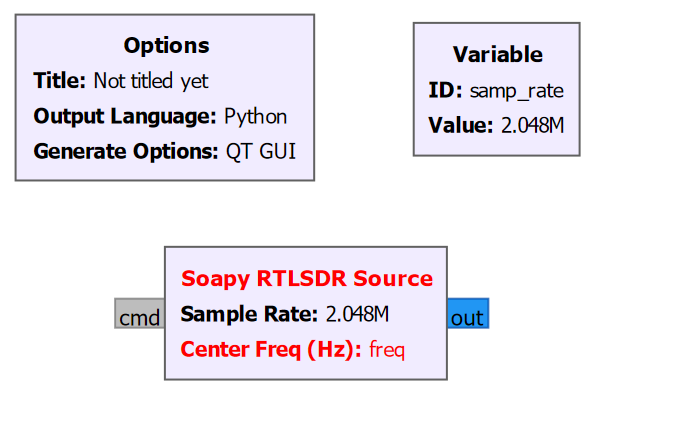 Options
Title: Not titled yet
Output Language: Python
Generate Options: QT GUI
Variable
ID: samp_rate
Value: 2.048M
Soapy RTLSDR Source
cmd
Sample Rate: 2.048M
out
Center Freq (Hz): freq